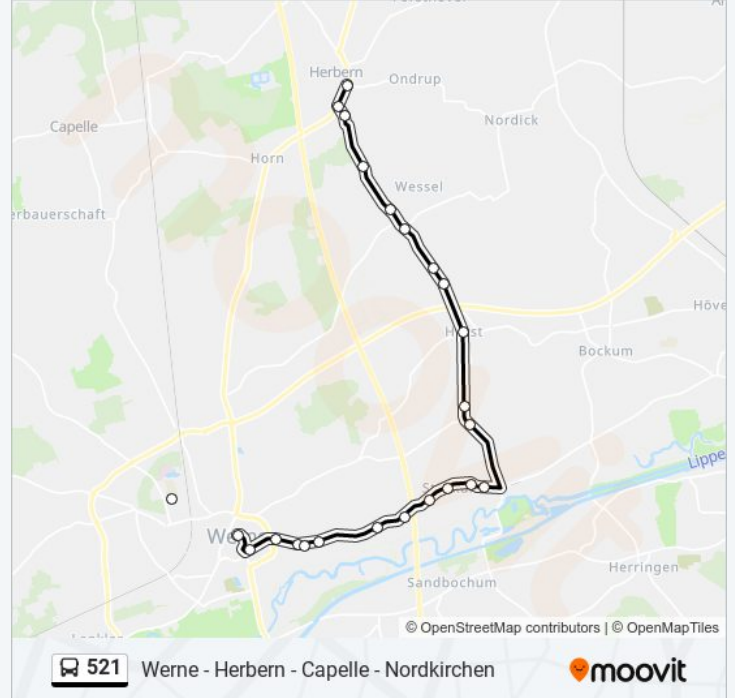 Herbern
Ondrup
Capelle
Nordick
Horn
Wessel
erbauerschaft
Höve
Bockum
Lippe
Herringen
Sandbochum
© OpenStreetMap contributors | © OpenMapTiles
521 Werne - Herbern - Capelle - Nordkirchen
moovit